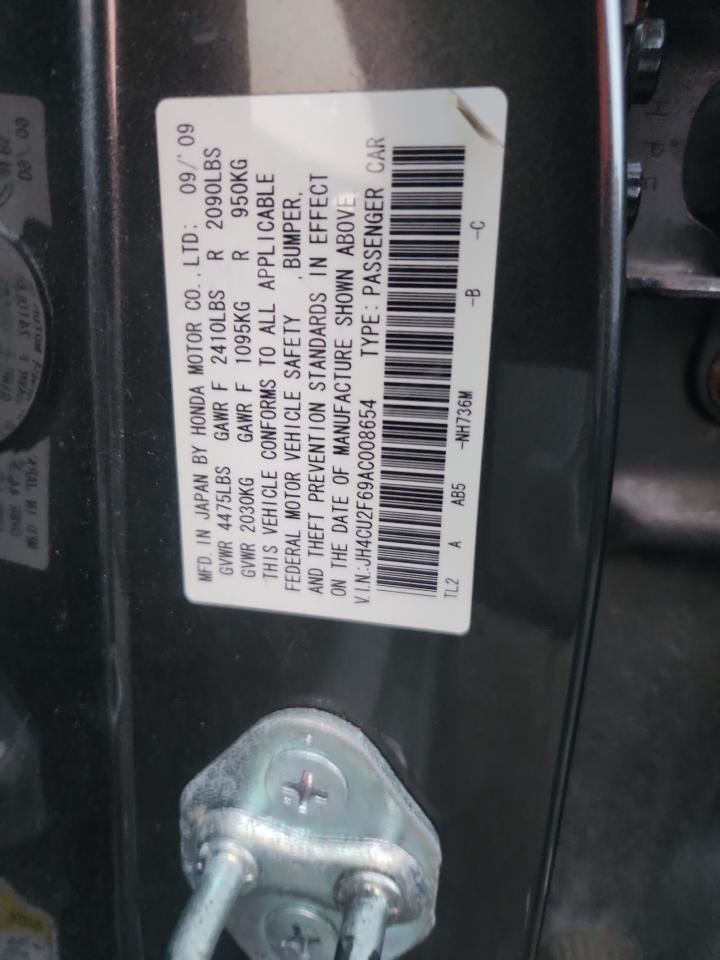 MFD. IN JAPAN BY HONDA MOTOR CO., LTD: 09/'09
GVWR 4475LBS GAWR F 2410LBS R 2090LBS
GVWR 2030KG GAWR F 1095KG R 950KG
THIS VEHICLE CONFORMS TO ALL APPLICABLE
FEDERAL MOTOR VEHICLE SAFETY , BUMPER,
AND THEFT PREVENTION STANDARDS IN EFFECT
ON THE DATE OF MANUFACTURE SHOWN ABOVE.
V.I.N.:JH4CU2F69AC008654 TYPE: PASSENGER CAR
TL2 A AB5 -NH736M -B -C